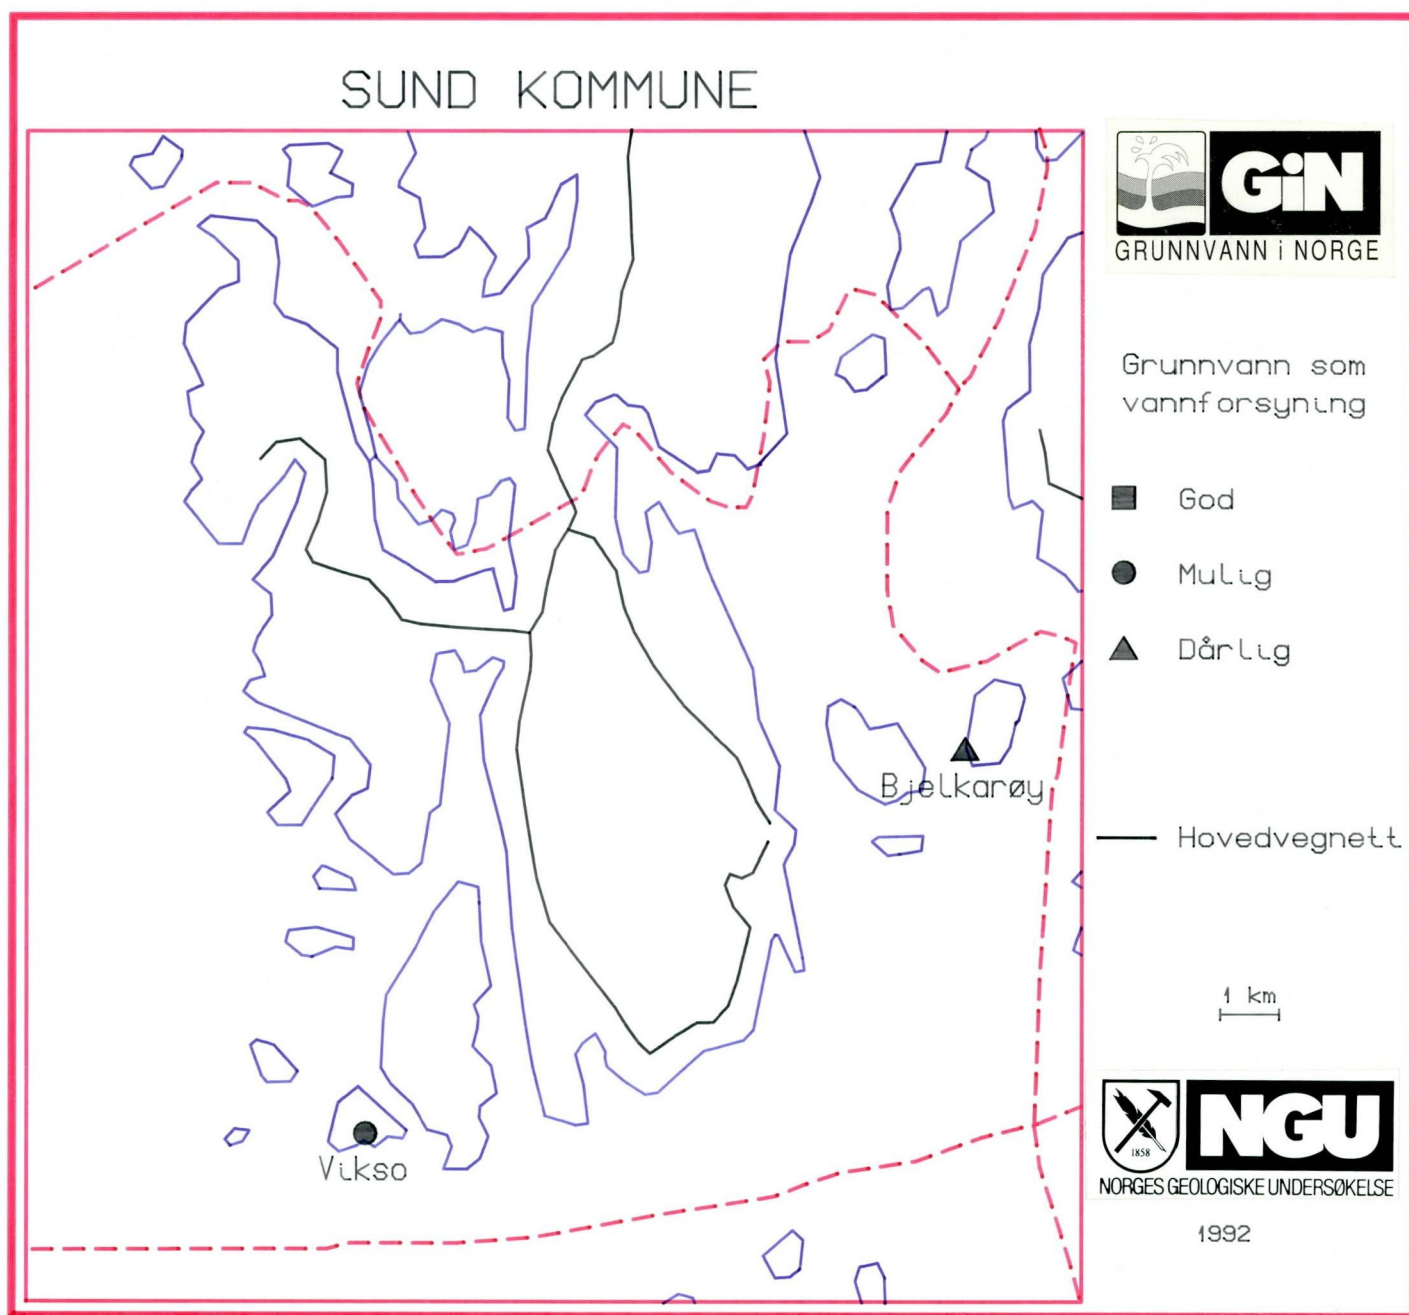 SUND KOMMUNE
GiN
GRUNNVANN i NORGE
Grunnvann som
vannforsyning
God
Mulig
Dårlig
Bjelkarøy
Hovedvegnett
1 km
Vikso
1858
NGU
NORGES GEOLOGISKE UNDERSØKELSE
1992